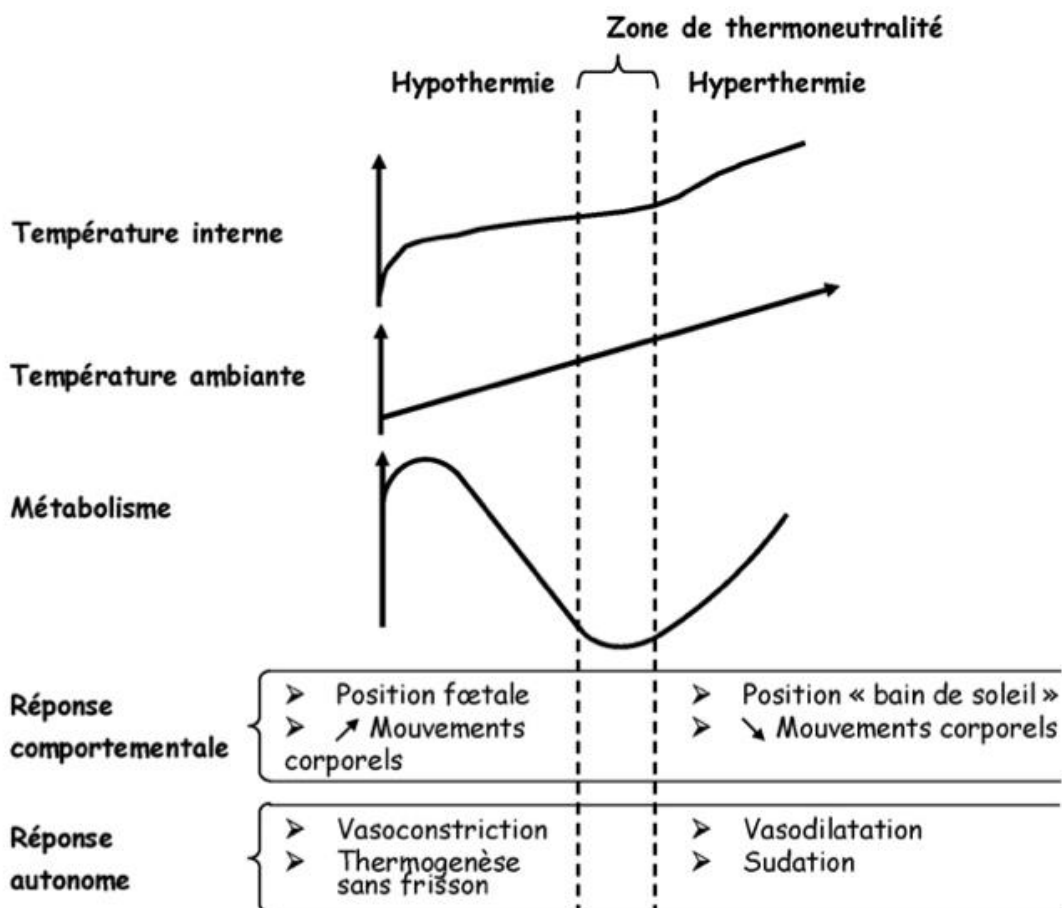 Zone de thermoneutralité
Hypothermie
Hyperthermie
Température interne
Température ambiante
Métabolisme
Réponse
comportementale
➢ Position fœtale
➢ ↗ Mouvements
corporels
➢ Position « bain de soleil »
➢ ↘ Mouvements corporels
Réponse
autonome
➢ Vasoconstriction
➢ Thermogenèse
sans frisson
➢ Vasodilatation
➢ Sudation